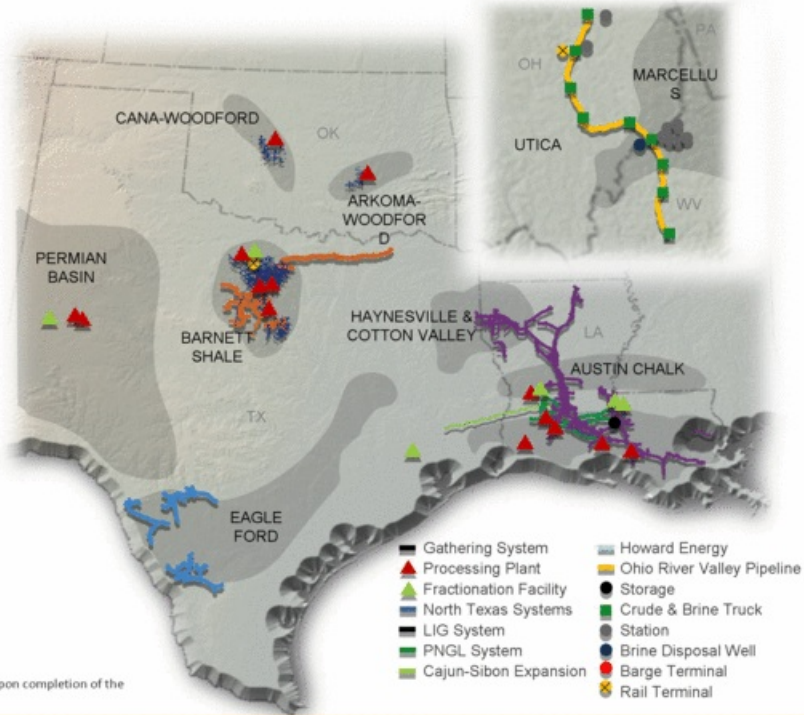 PA
OH
MARCELLU
S
UTICA
WV
CANA-WOODFORD
OK
ARKOMA-
WOODFOR
D
PERMIAN
BASIN
BARNETT
SHALE
HAYNESVILLE &
COTTON VALLEY
LA
AUSTIN CHALK
TX
EAGLE
FORD
Gathering System
Processing Plant
Fractionation Facility
North Texas Systems
LIG System
PNGL System
Cajun-Sibon Expansion
Howard Energy
Ohio River Valley Pipeline
Storage
Crude & Brine Truck
Station
Brine Disposal Well
Barge Terminal
Rail Terminal
pon completion of the